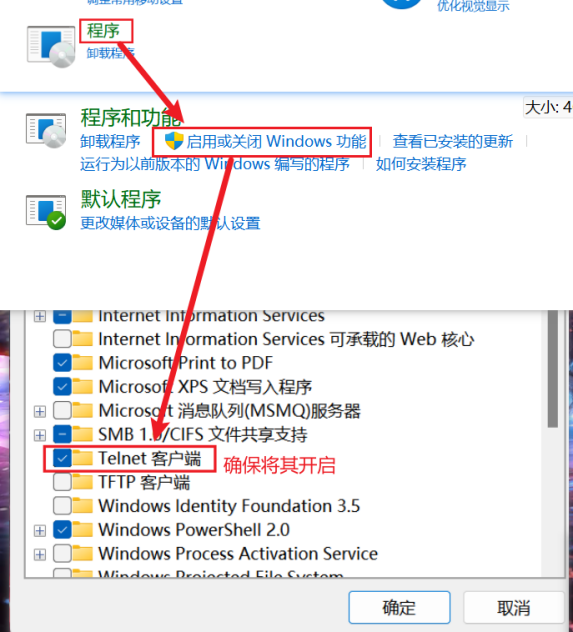 调整常用移动设置
优化视觉显示
程序
卸载程序
大小: 4
程序和功能
卸载程序 启用或关闭 Windows 功能 查看已安装的更新
运行为以前版本的 Windows 编写的程序 如何安装程序
默认程序
更改媒体或设备的默认设置
Internet Information Services
Internet Information Services 可承载的 Web 核心
Microsoft Print to PDF
Microsoft XPS 文档写入程序
Microsoft 消息队列(MSMQ)服务器
SMB 1.0/CIFS 文件共享支持
Telnet 客户端 确保将其开启
TFTP 客户端
Windows Identity Foundation 3.5
Windows PowerShell 2.0
Windows Process Activation Service
Windows Projected File System
确定 取消